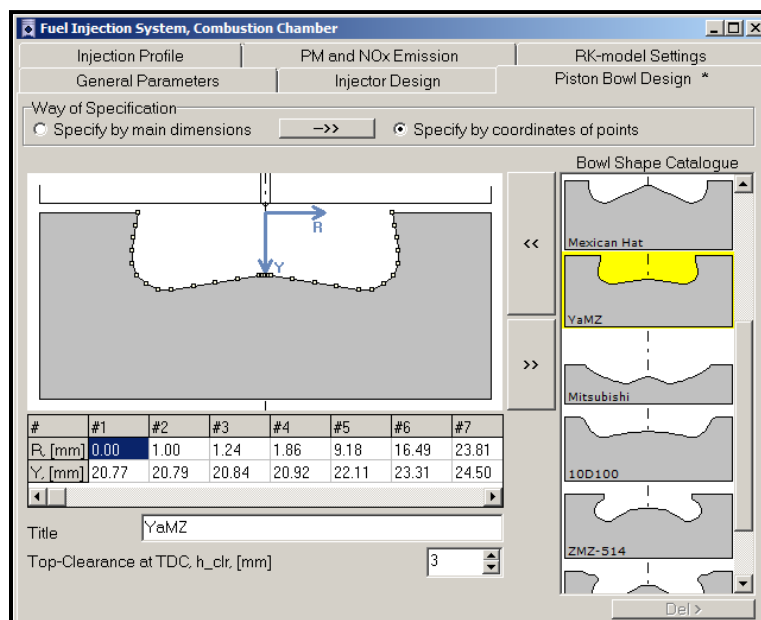 Fuel Injection System, Combustion Chamber
Injection Profile PM and NOx Emission RK-model Settings
General Parameters Injector Design Piston Bowl Design *
Way of Specification
Specify by main dimensions —>> Specify by coordinates of points
Bowl Shape Catalogue
R
Y
<<
>>
Mexican Hat
YaMZ
Mitsubishi
10D100
ZMZ-514
# #1 #2 #3 #4 #5 #6 #7
R, [mm] 0.00 1.00 1.24 1.86 9.18 16.49 23.81
Y, [mm] 20.77 20.79 20.84 20.92 22.11 23.31 24.50
Title YaMZ
Top-Clearance at TDC, h_clr, [mm] 3
Del >